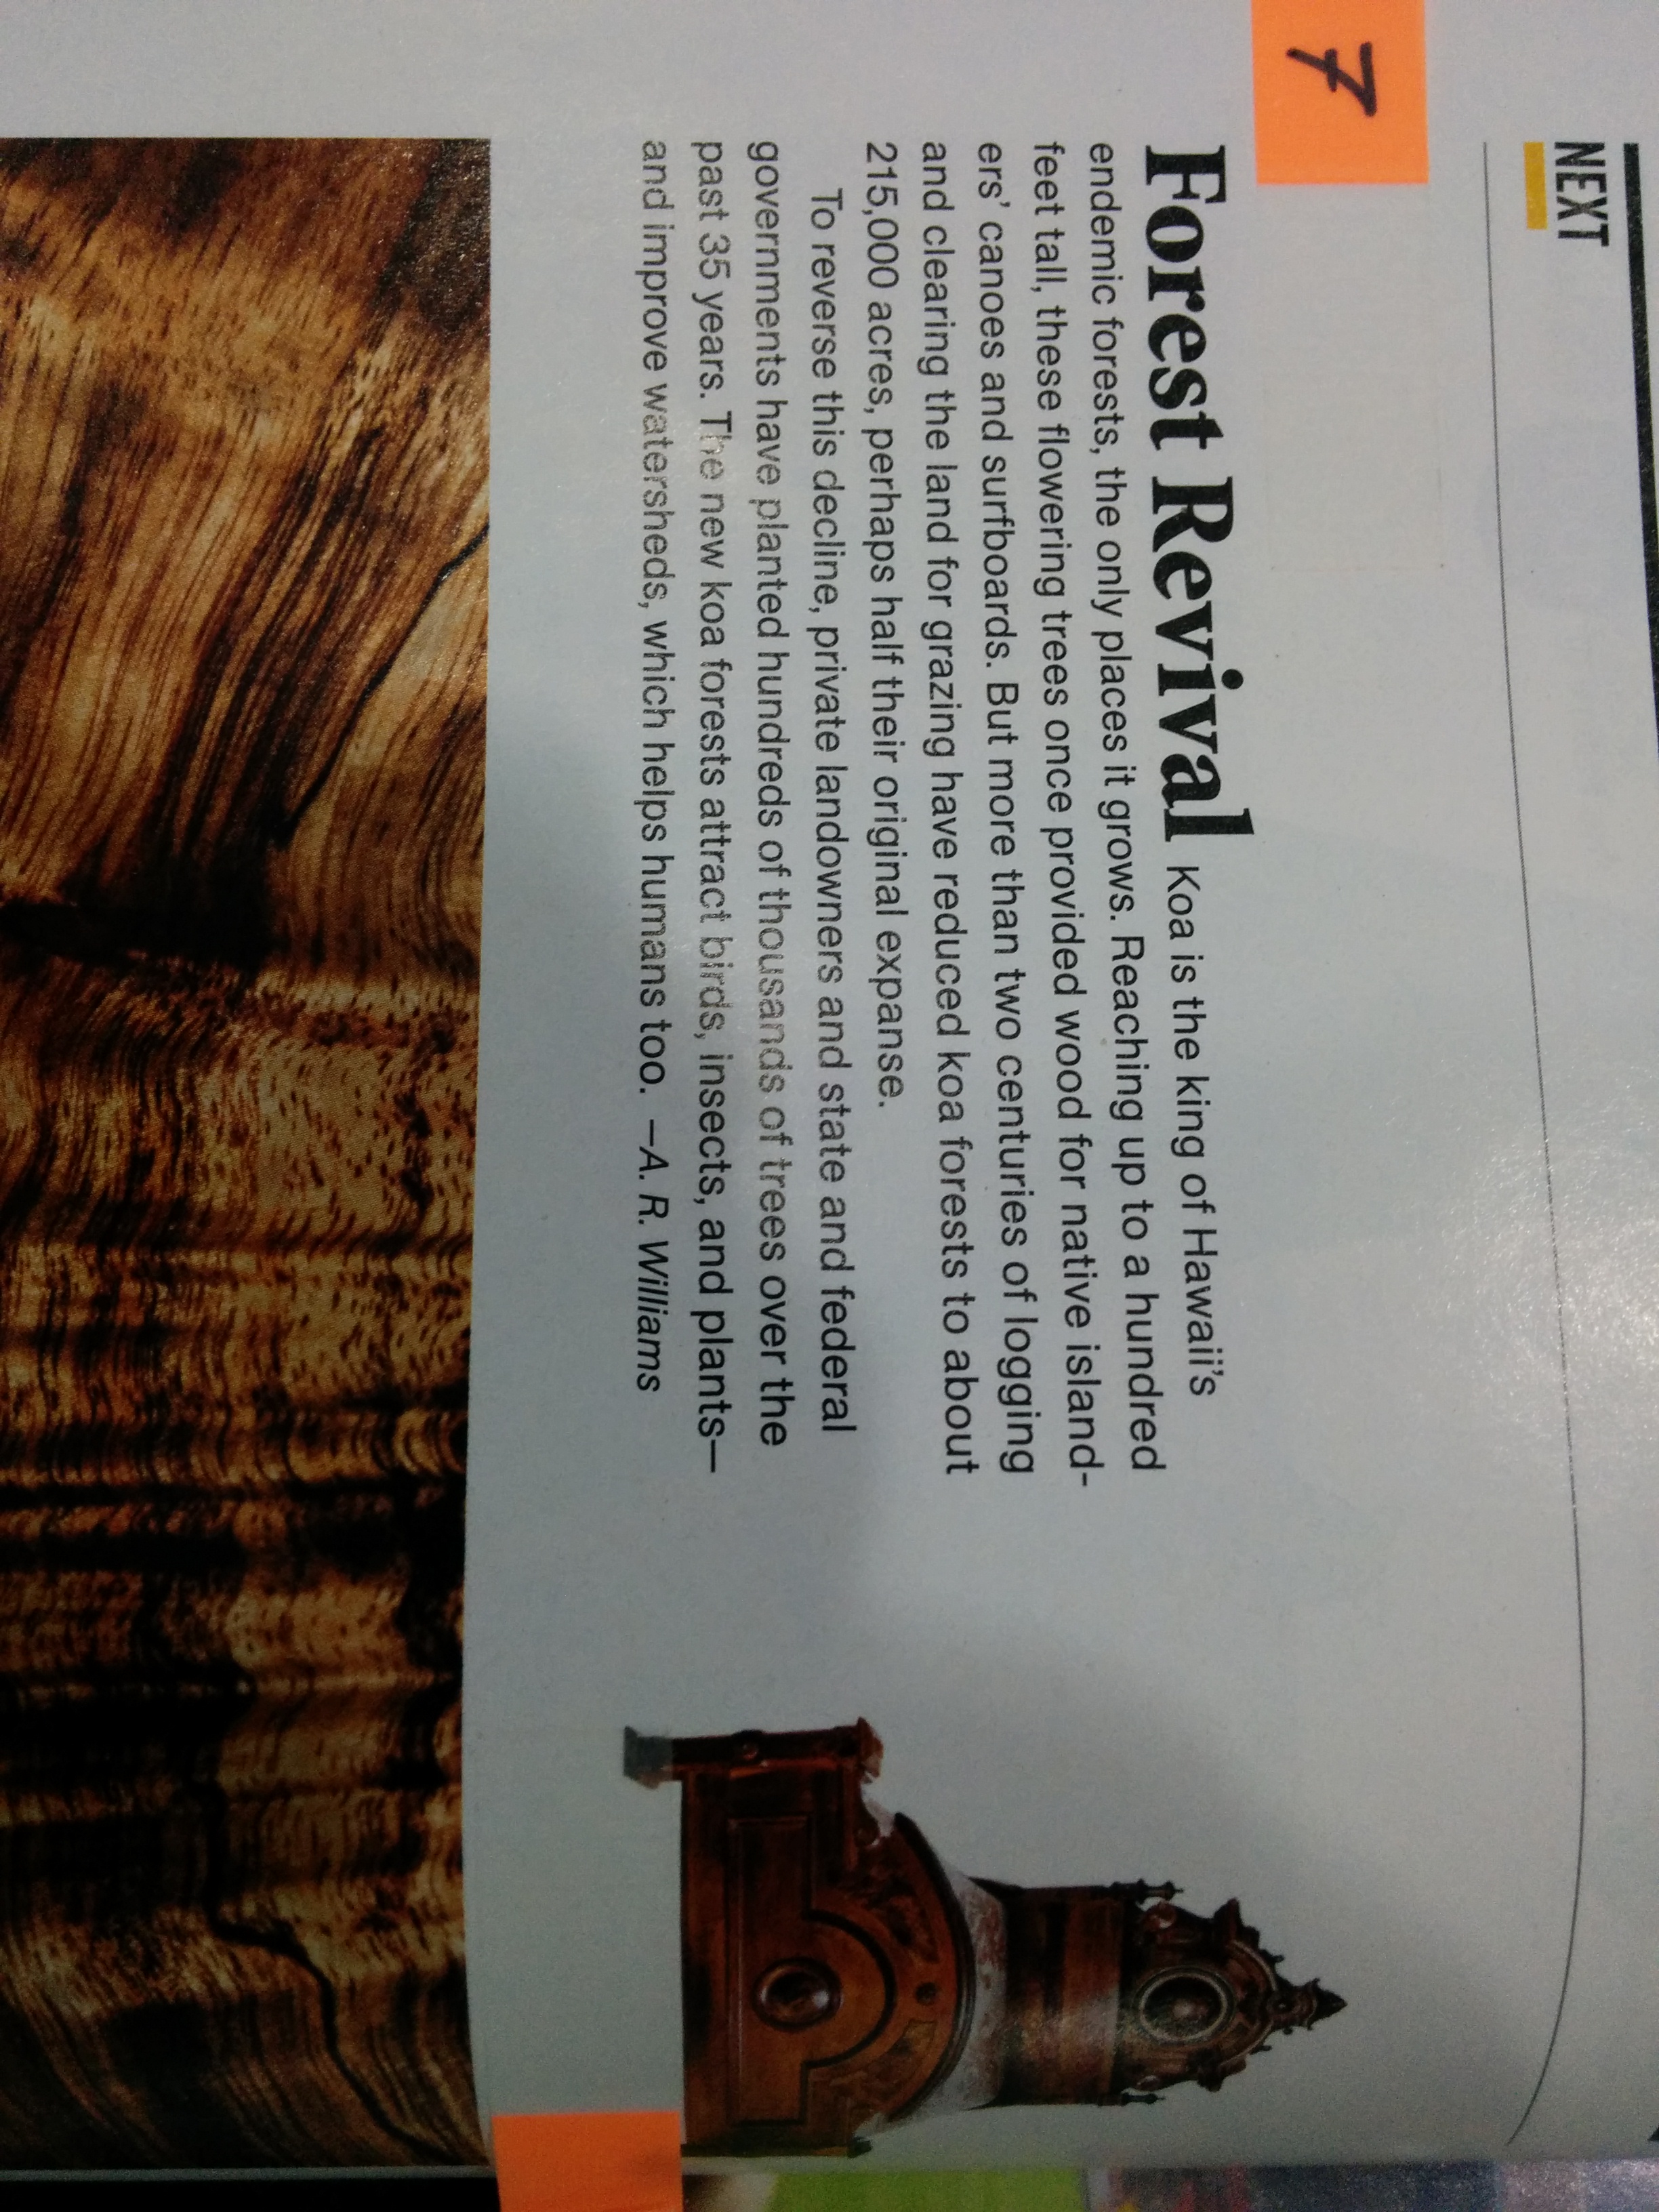 7
NEXT
Forest Revival Koa is the king of Hawaii's
endemic forests, the only places it grows. Reaching up to a hundred
feet tall, these flowering trees once provided wood for native island-
ers' canoes and surfboards. But more than two centuries of logging
and clearing the land for grazing have reduced koa forests to about
215,000 acres, perhaps half their original expanse.
To reverse this decline, private landowners and state and federal
governments have planted hundreds of thousands of trees over the
past 35 years. The new koa forests attract birds, insects, and plants—
and improve watersheds, which helps humans too. —A. R. Williams